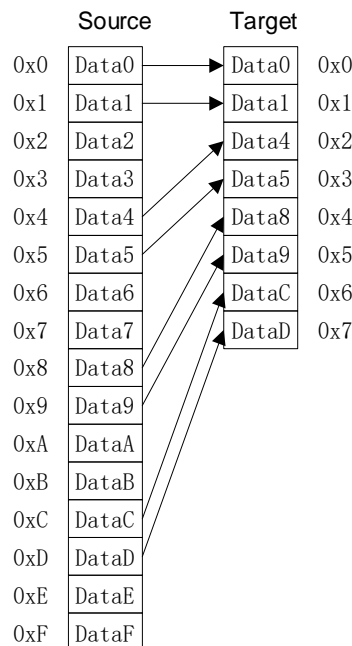 Source Target
0x0 Data0 Data0 0x0
0x1 Data1 Data1 0x1
0x2 Data2 Data4 0x2
0x3 Data3 Data5 0x3
0x4 Data4 Data8 0x4
0x5 Data5 Data9 0x5
0x6 Data6 DataC 0x6
0x7 Data7 DataD 0x7
0x8 Data8
0x9 Data9
0xA DataA
0xB DataB
0xC DataC
0xD DataD
0xE DataE
0xF DataF